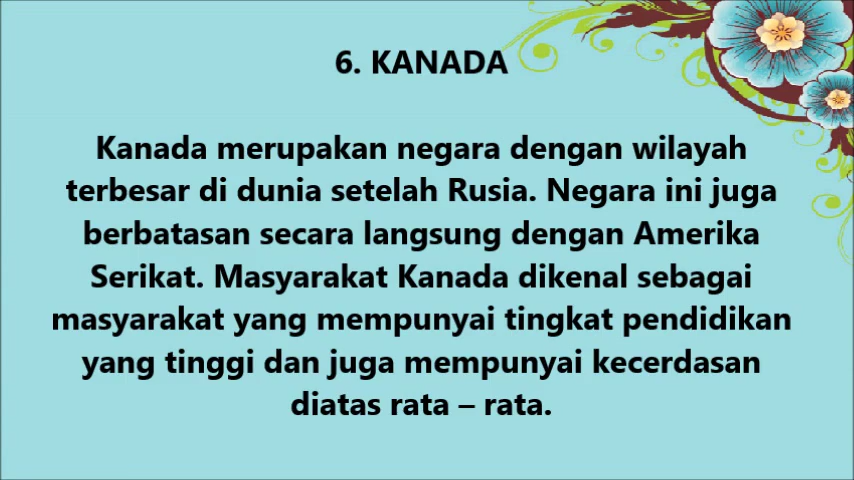 6. KANADA
Kanada merupakan negara dengan wilayah
terbesar di dunia setelah Rusia. Negara ini juga
berbatasan secara langsung dengan Amerika
Serikat. Masyarakat Kanada dikenal sebagai
masyarakat yang mempunyai tingkat pendidikan
yang tinggi dan juga mempunyai kecerdasan
diatas rata – rata.